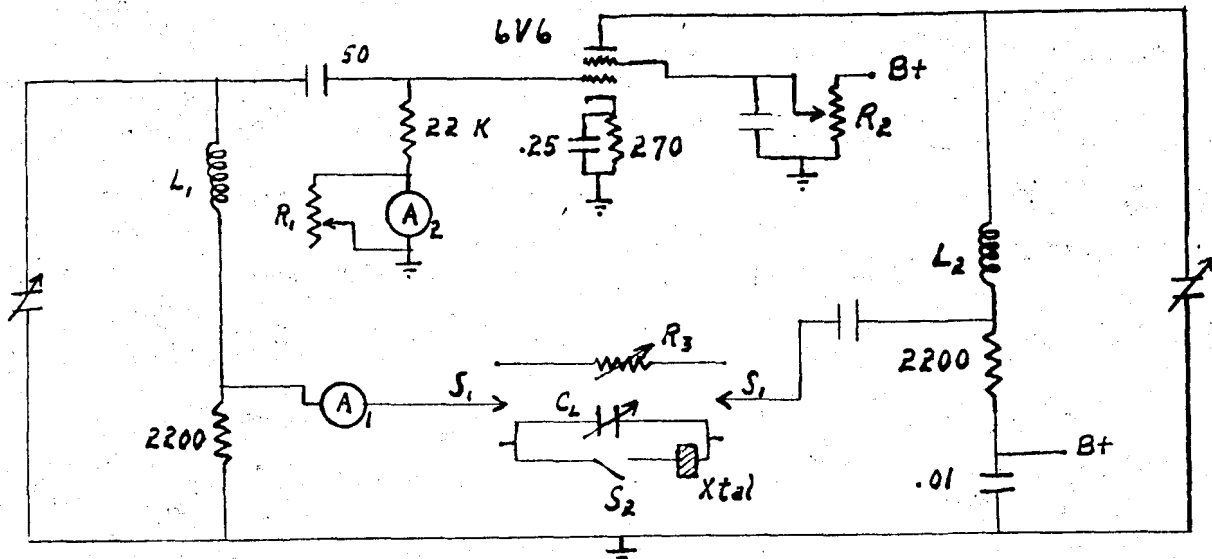 6V6
50
B+
22 K
R2
.25
270
L1
R1
A2
L2
R3
2200
S1
S1
A1
CL
2200
B+
Xtal
.01
S2